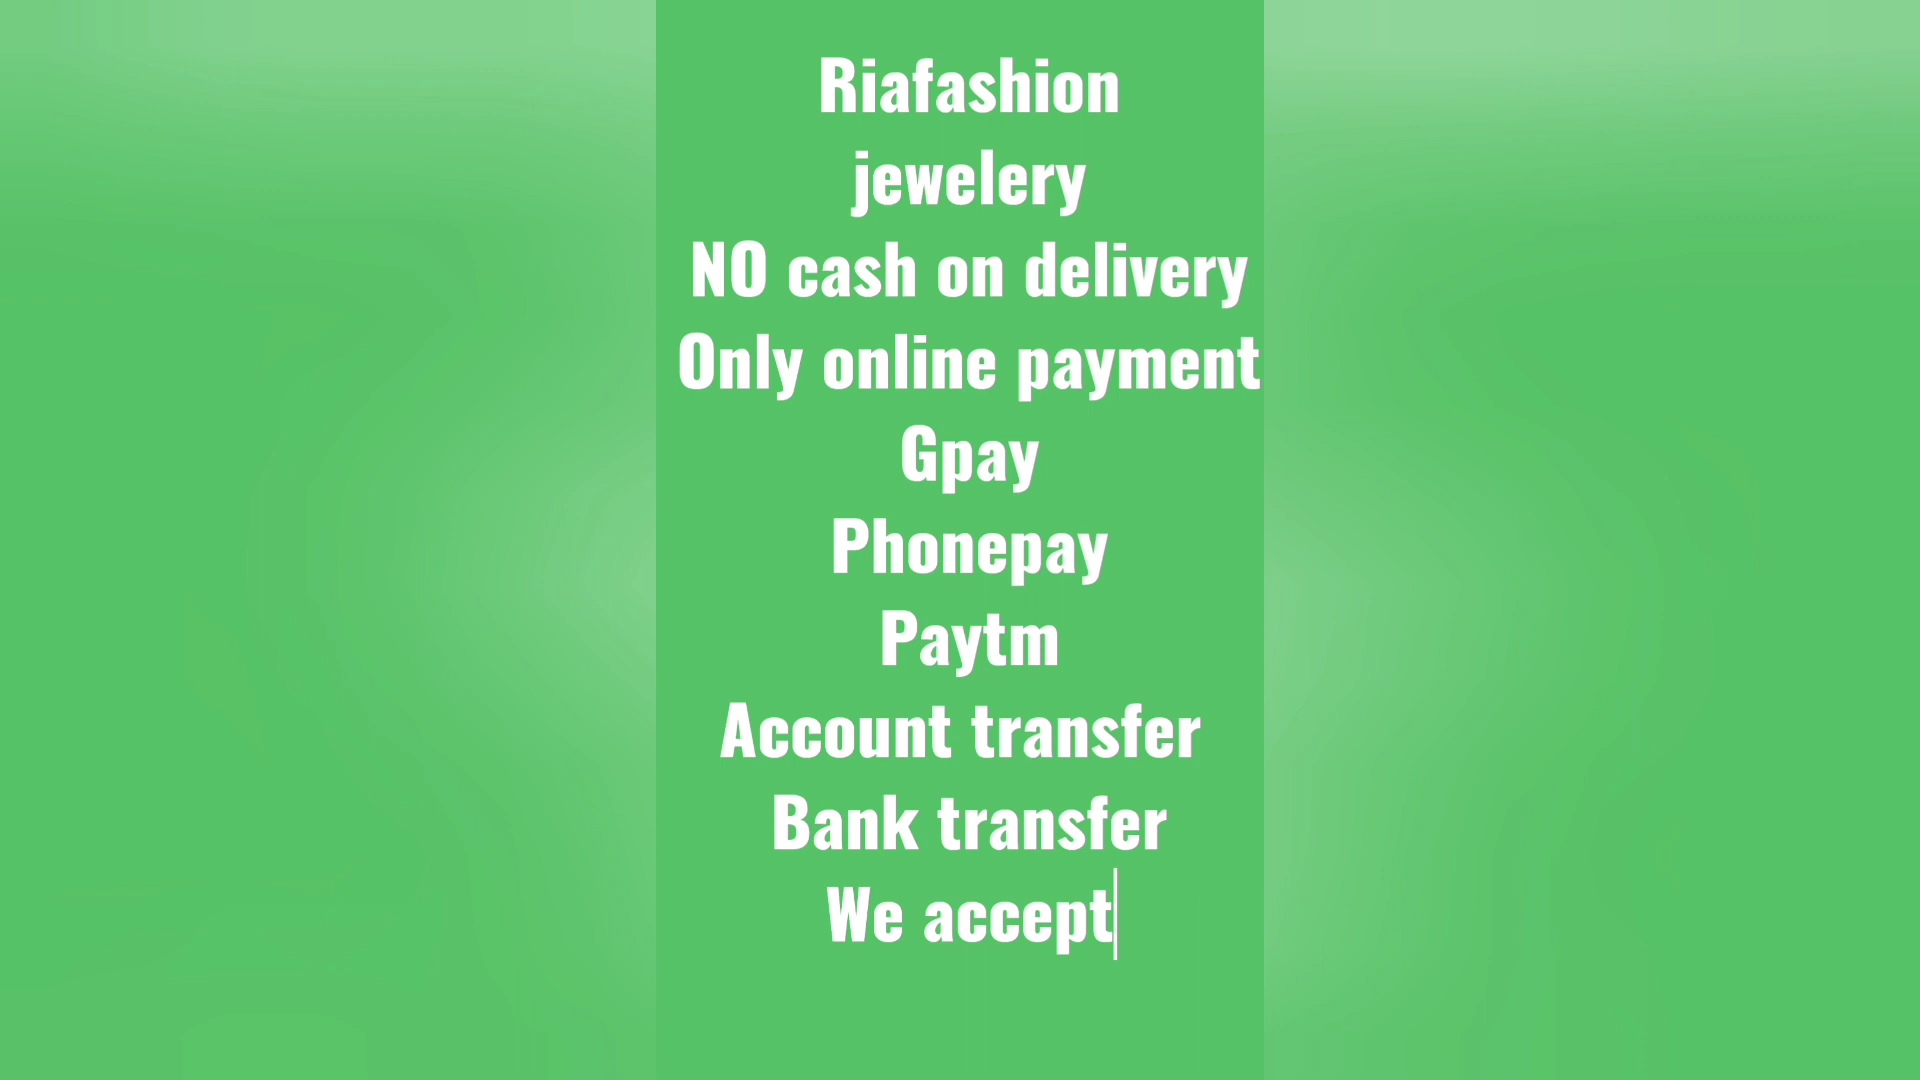 Riafashion
jewelery
NO cash on delivery
Only online payment
Gpay
Phonepay
Paytm
Account transfer
Bank transfer
We accept